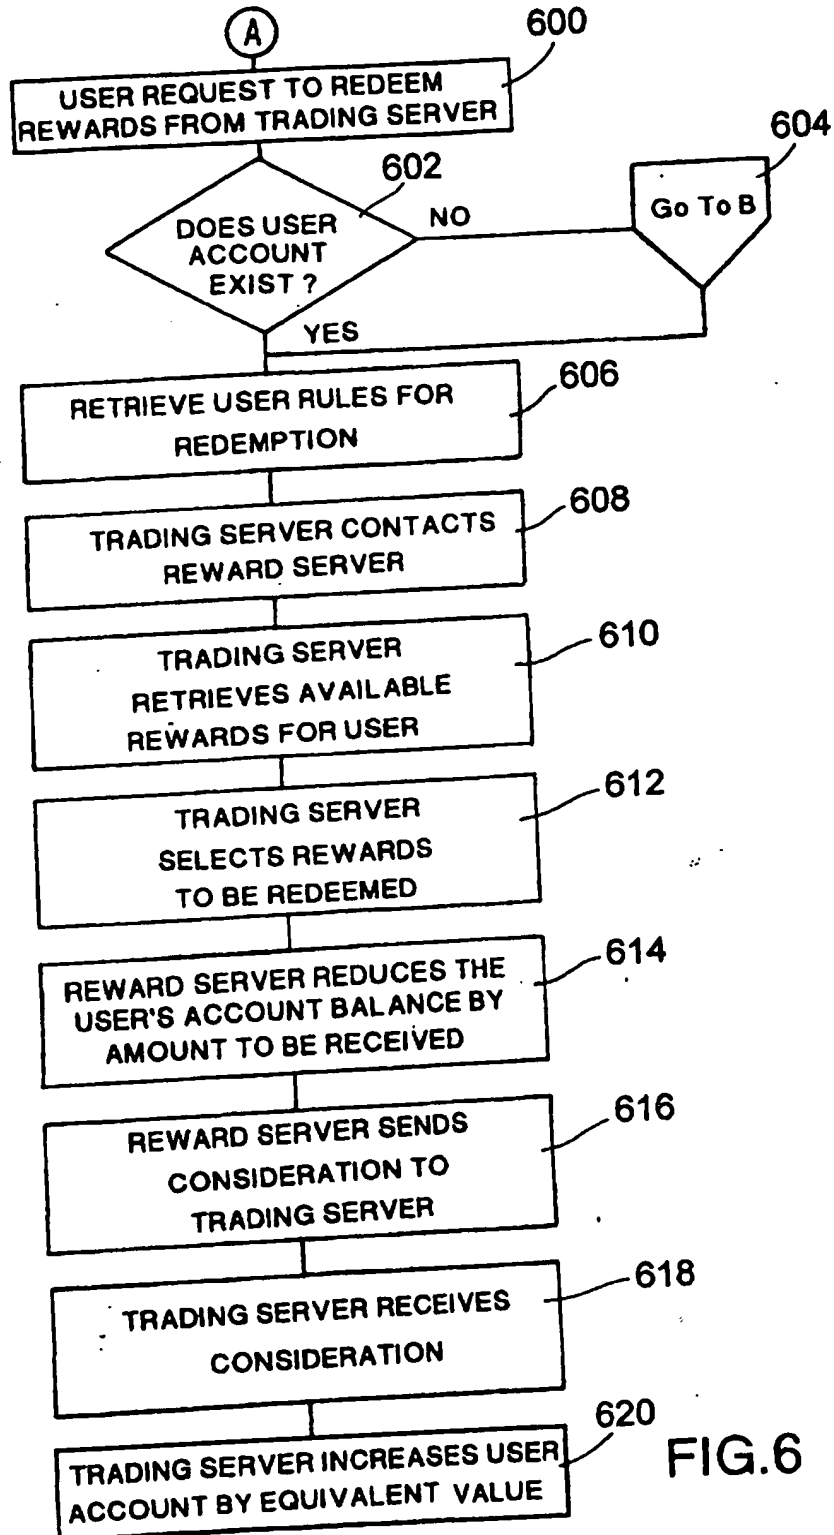 A
600
USER REQUEST TO REDEEM
REWARDS FROM TRADING SERVER
602
604
DOES USER
ACCOUNT
EXIST ?
NO
Go To B
YES
606
RETRIEVE USER RULES FOR
REDEMPTION
608
TRADING SERVER CONTACTS
REWARD SERVER
610
TRADING SERVER
RETRIEVES AVAILABLE
REWARDS FOR USER
612
TRADING SERVER
SELECTS REWARDS
TO BE REDEEMED
614
REWARD SERVER REDUCES THE
USER'S ACCOUNT BALANCE BY
AMOUNT TO BE RECEIVED
616
REWARD SERVER SENDS
CONSIDERATION TO
TRADING SERVER
618
TRADING SERVER RECEIVES
CONSIDERATION
620
TRADING SERVER INCREASES USER
ACCOUNT BY EQUIVALENT VALUE
FIG.6